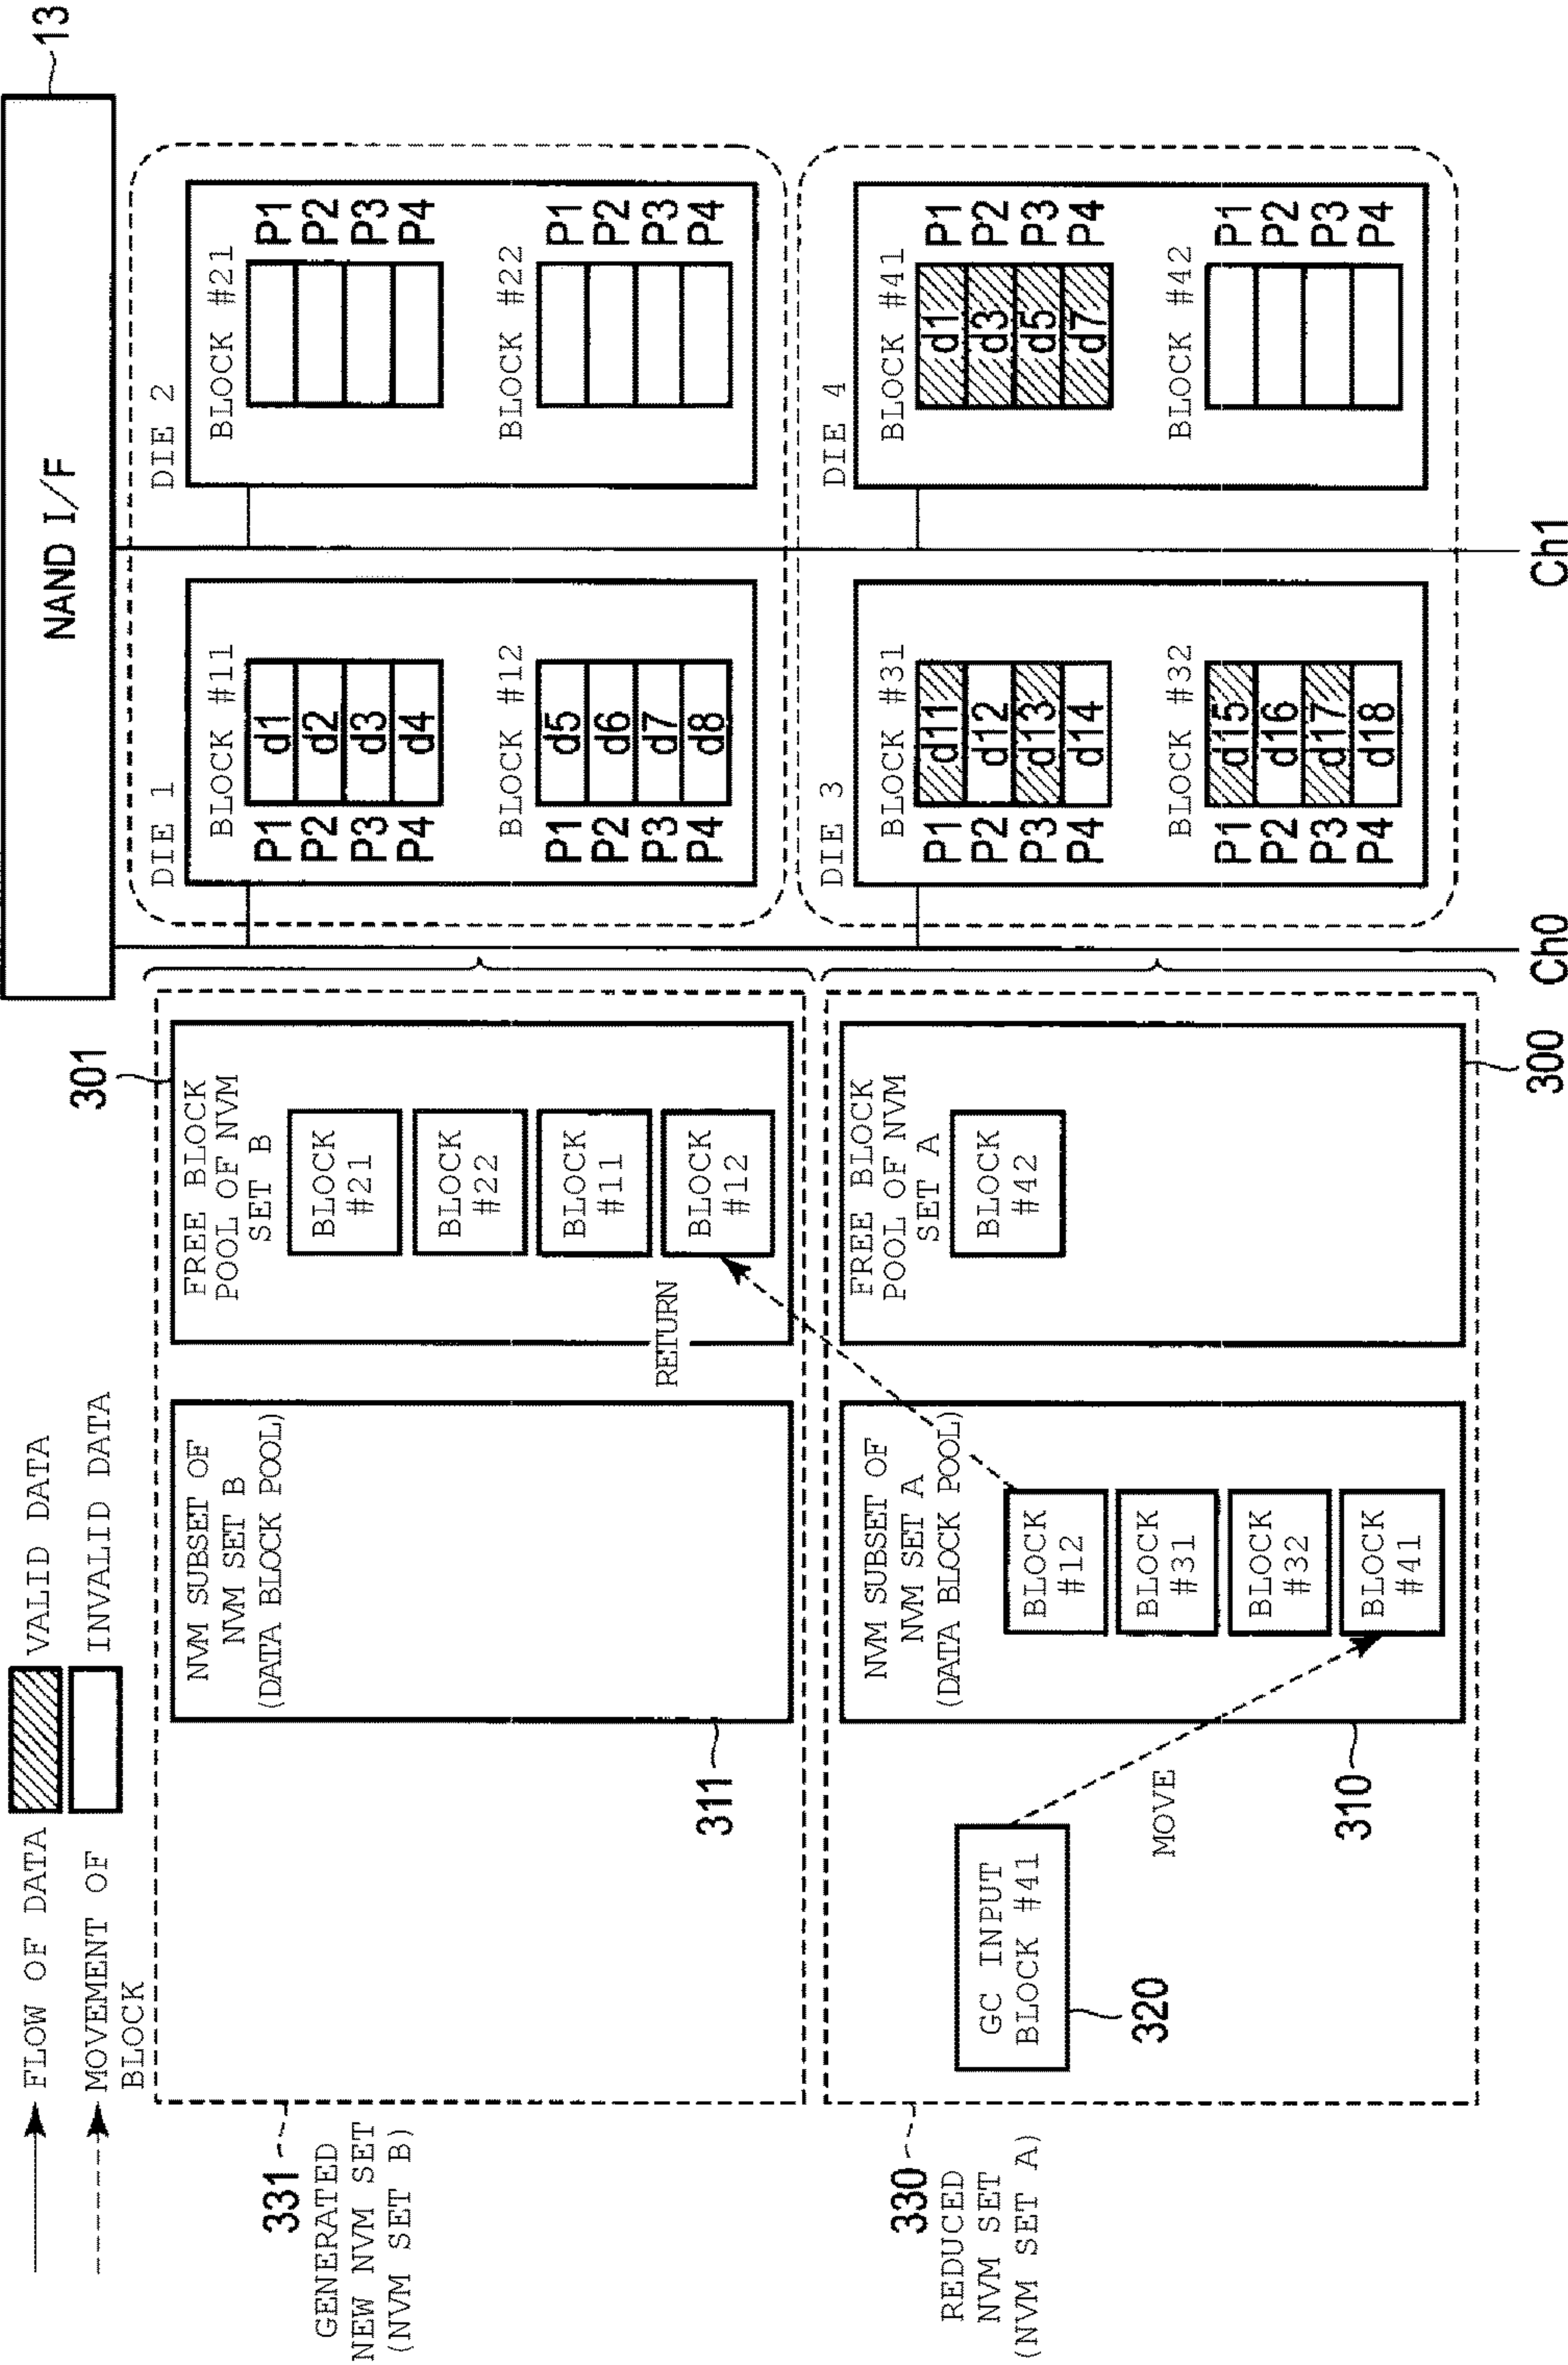 FLOW OF DATA
VALID DATA
MOVEMENT OF
BLOCK
INVALID DATA
NAND I/F
13
331
GENERATED
NEW NVM SET
(NVM SET B)
NVM SUBSET OF
NVM SET B
(DATA BLOCK POOL)
311
301
FREE BLOCK
POOL OF NVM
SET B
BLOCK
#21
BLOCK
#22
BLOCK
#11
BLOCK
#12
RETURN
DIE 1
BLOCK #11
P1 d1
P2 d2
P3 d3
P4 d4
BLOCK #12
P1 d5
P2 d6
P3 d7
P4 d8
DIE 2
BLOCK #21
P1
P2
P3
P4
BLOCK #22
P1
P2
P3
P4
330
REDUCED
NVM SET
(NVM SET A)
GC INPUT
BLOCK #41
320
MOVE
NVM SUBSET OF
NVM SET A
(DATA BLOCK POOL)
BLOCK
#12
BLOCK
#31
BLOCK
#32
BLOCK
#41
310
FREE BLOCK
POOL OF NVM
SET A
BLOCK
#42
300
DIE 3
BLOCK #31
P1 d11
P2 d12
P3 d13
P4 d14
BLOCK #32
P1 d15
P2 d16
P3 d17
P4 d18
DIE 4
BLOCK #41
d1 P1
d3 P2
d5 P3
d7 P4
BLOCK #42
P1
P2
P3
P4
Ch0
Ch1